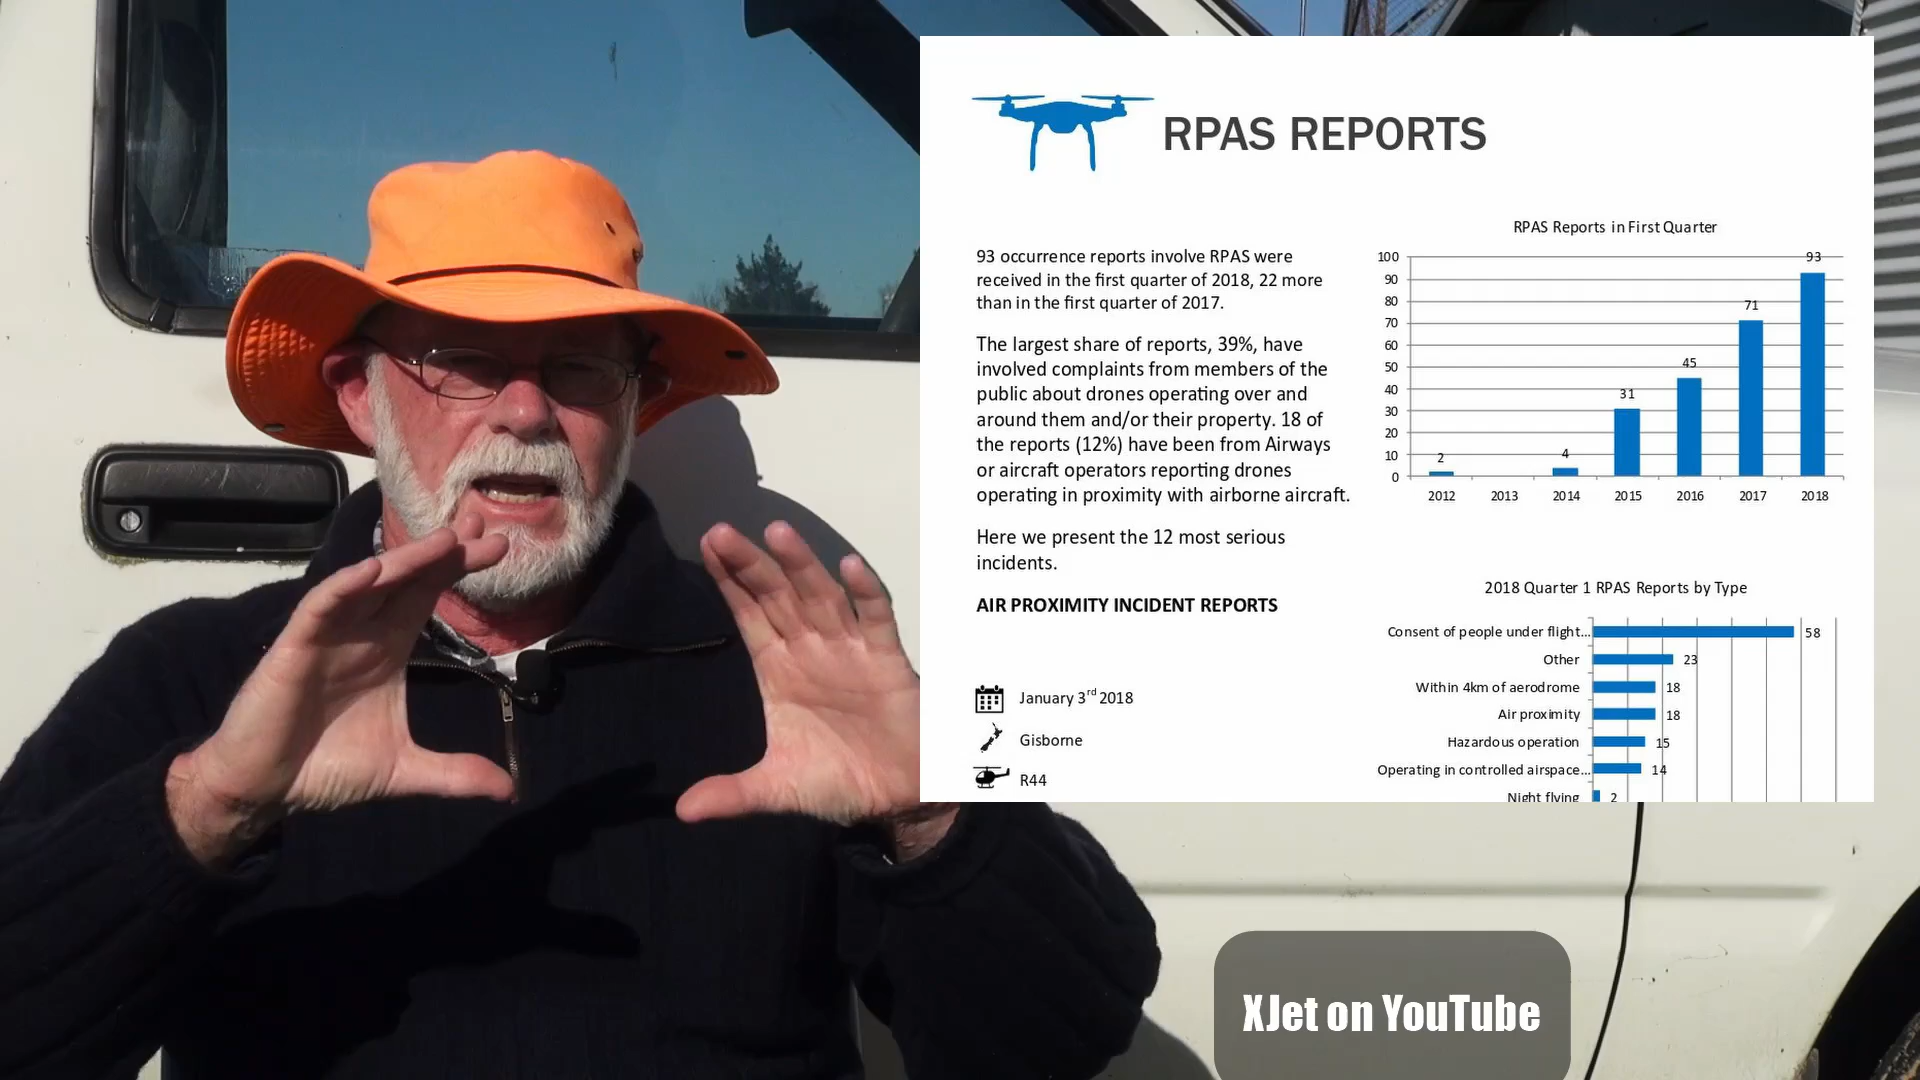 RPAS REPORTS
93 occurrence reports involve RPAS were
received in the first quarter of 2018, 22 more
than in the first quarter of 2017.
The largest share of reports, 39%, have
involved complaints from members of the
public about drones operating over and
around them and/or their property. 18 of
the reports (12%) have been from Airways
or aircraft operators reporting drones
operating in proximity with airborne aircraft.
Here we present the 12 most serious
incidents.
AIR PROXIMITY INCIDENT REPORTS
January 3rd 2018
Gisborne
R44
RPAS Reports in First Quarter
100
90
80
70
60
50
40
30
20
10
0
2
4
31
45
71
93
2012 2013 2014 2015 2016 2017 2018
2018 Quarter 1 RPAS Reports by Type
Consent of people under flight... 58
Other 23
Within 4km of aerodrome 18
Air proximity 18
Hazardous operation 15
Operating in controlled airspace... 14
Night flying 2
XJet on YouTube